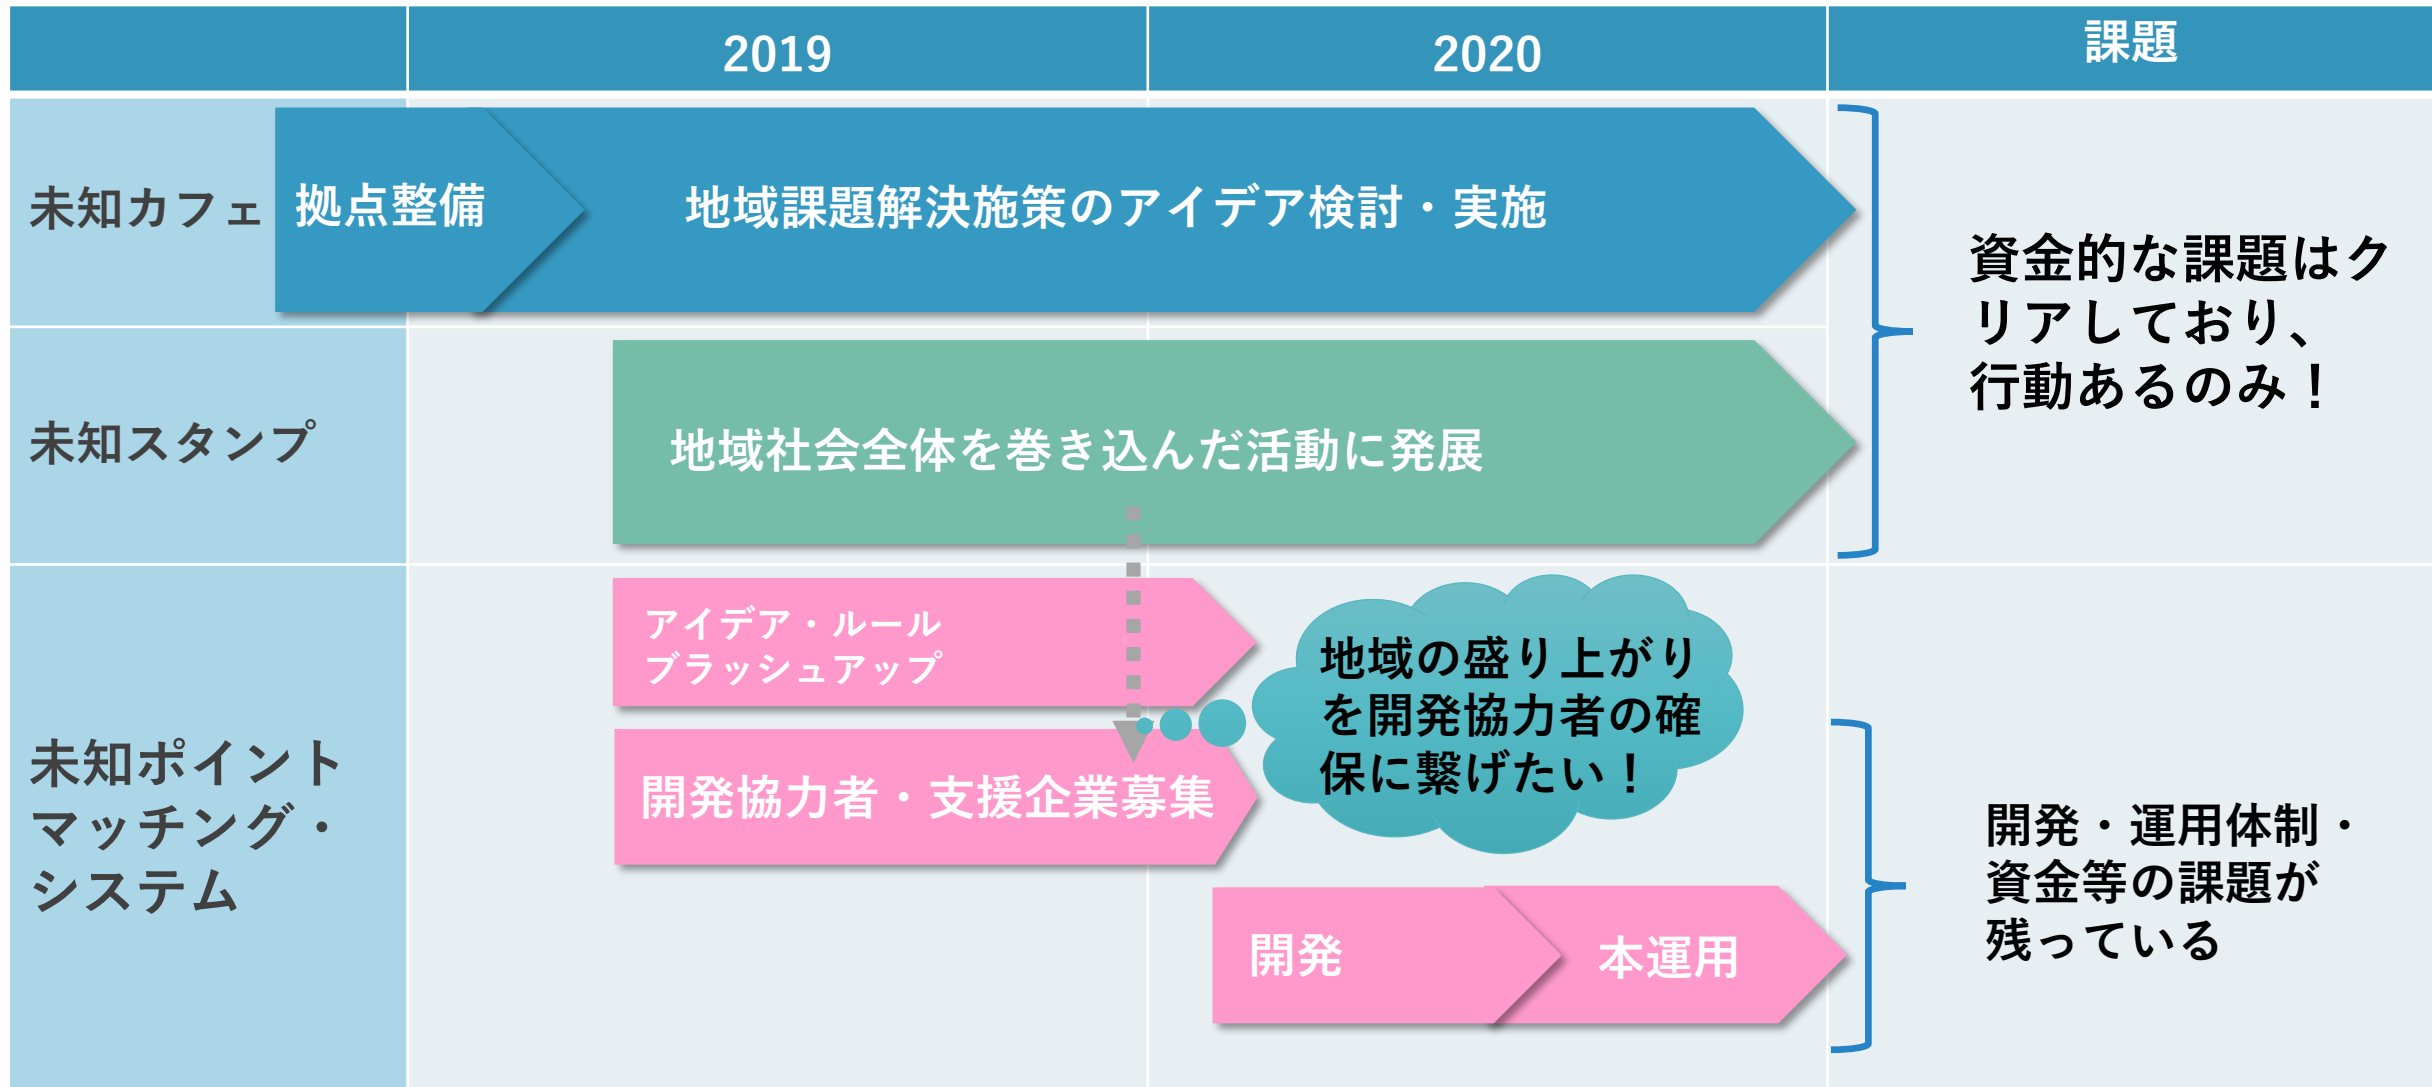 2019
2020
課題
未知カフェ
拠点整備
地域課題解決施策のアイデア検討・実施
資金的な課題はク
リアしており、
行動あるのみ！
未知スタンプ
地域社会全体を巻き込んだ活動に発展
未知ポイント
マッチング・
システム
アイデア・ルール
ブラッシュアップ
地域の盛り上がり
を開発協力者の確
保に繋げたい！
開発協力者・支援企業募集
開発
本運用
開発・運用体制・
資金等の課題が
残っている